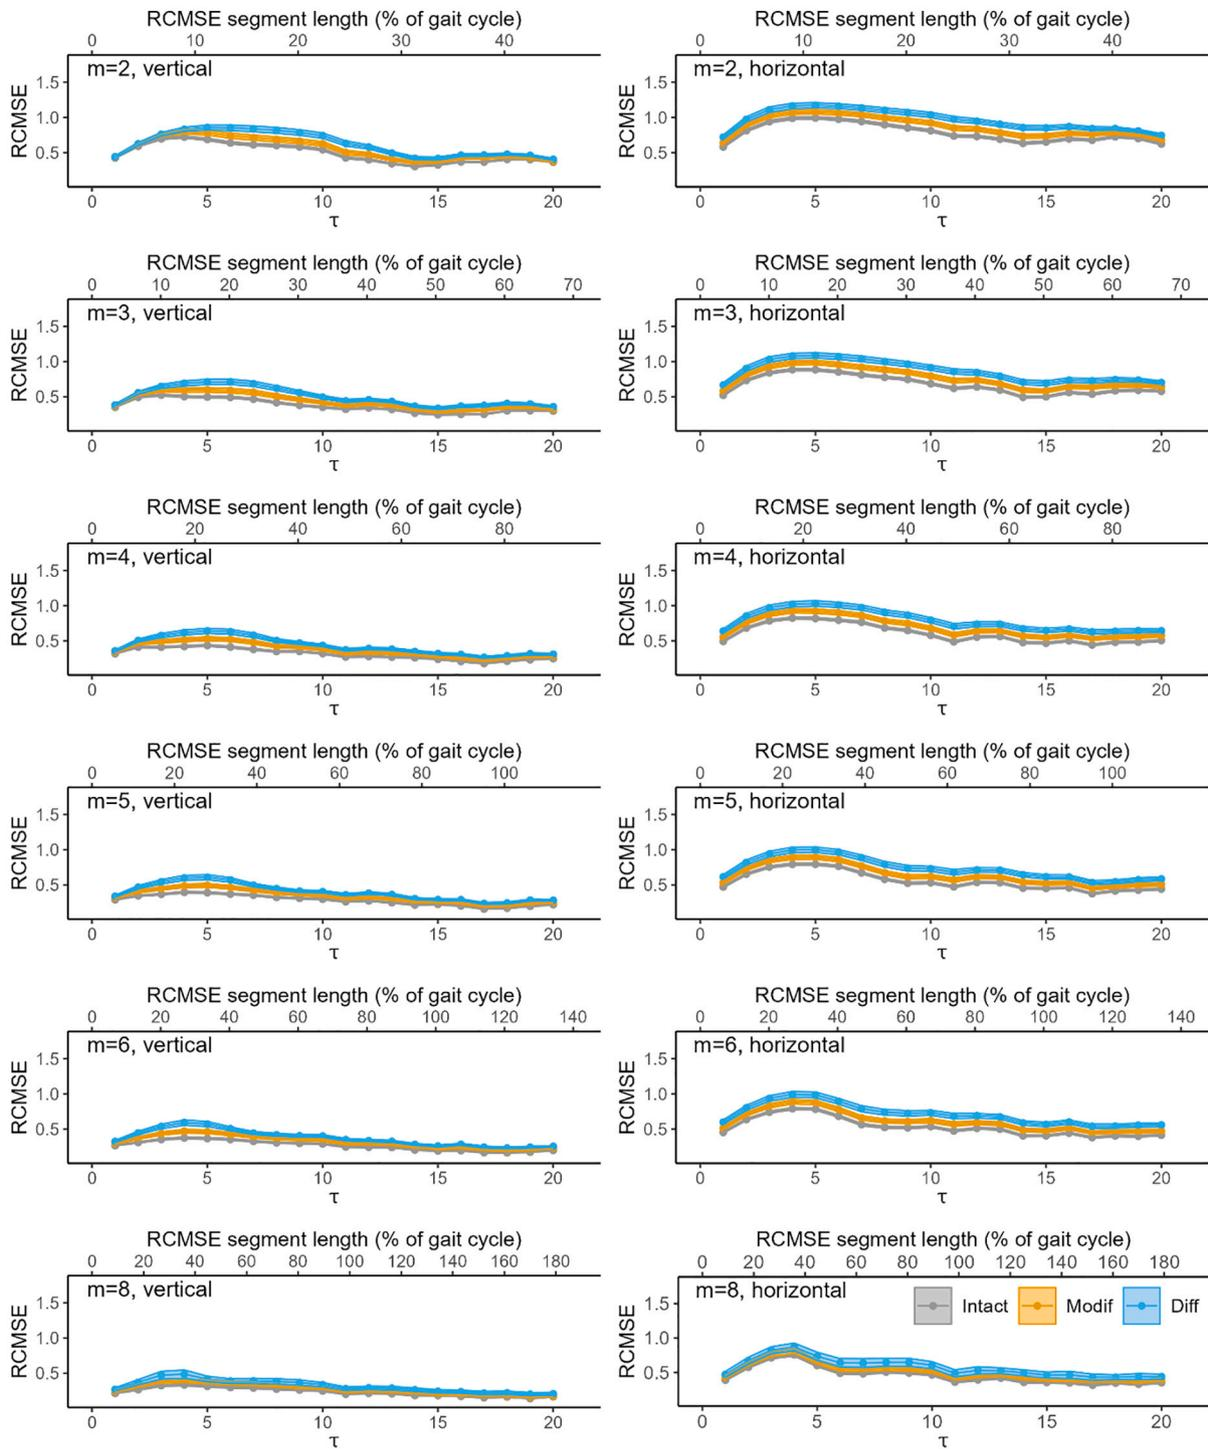 RCMSE segment length (% of gait cycle)
0 10 20 30 40
m=2, vertical
RCMSE
1.5
1.0
0.5
0 5 10 15 20
τ
RCMSE segment length (% of gait cycle)
0 10 20 30 40
m=2, horizontal
RCMSE
1.5
1.0
0.5
0 5 10 15 20
τ
RCMSE segment length (% of gait cycle)
0 10 20 30 40 50 60 70
m=3, vertical
RCMSE
1.5
1.0
0.5
0 5 10 15 20
τ
RCMSE segment length (% of gait cycle)
0 10 20 30 40 50 60 70
m=3, horizontal
RCMSE
1.5
1.0
0.5
0 5 10 15 20
τ
RCMSE segment length (% of gait cycle)
0 20 40 60 80
m=4, vertical
RCMSE
1.5
1.0
0.5
0 5 10 15 20
τ
RCMSE segment length (% of gait cycle)
0 20 40 60 80
m=4, horizontal
RCMSE
1.5
1.0
0.5
0 5 10 15 20
τ
RCMSE segment length (% of gait cycle)
0 20 40 60 80 100
m=5, vertical
RCMSE
1.5
1.0
0.5
0 5 10 15 20
τ
RCMSE segment length (% of gait cycle)
0 20 40 60 80 100
m=5, horizontal
RCMSE
1.5
1.0
0.5
0 5 10 15 20
τ
RCMSE segment length (% of gait cycle)
0 20 40 60 80 100 120 140
m=6, vertical
RCMSE
1.5
1.0
0.5
0 5 10 15 20
τ
RCMSE segment length (% of gait cycle)
0 20 40 60 80 100 120 140
m=6, horizontal
RCMSE
1.5
1.0
0.5
0 5 10 15 20
τ
RCMSE segment length (% of gait cycle)
0 20 40 60 80 100 120 140 160 180
m=8, vertical
RCMSE
1.5
1.0
0.5
0 5 10 15 20
τ
RCMSE segment length (% of gait cycle)
0 20 40 60 80 100 120 140 160 180
m=8, horizontal
Intact Modif Diff
RCMSE
1.5
1.0
0.5
0 5 10 15 20
τ